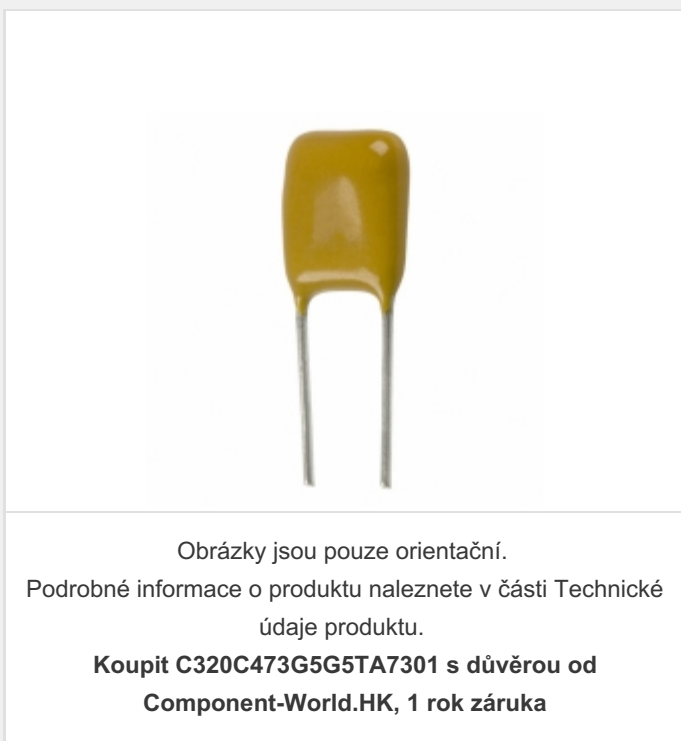 Obrázky jsou pouze orientační.
Podrobné informace o produktu naleznete v části Technické
údaje produktu.
Koupit C320C473G5G5TA7301 s důvěrou od
Component-World.HK, 1 rok záruka